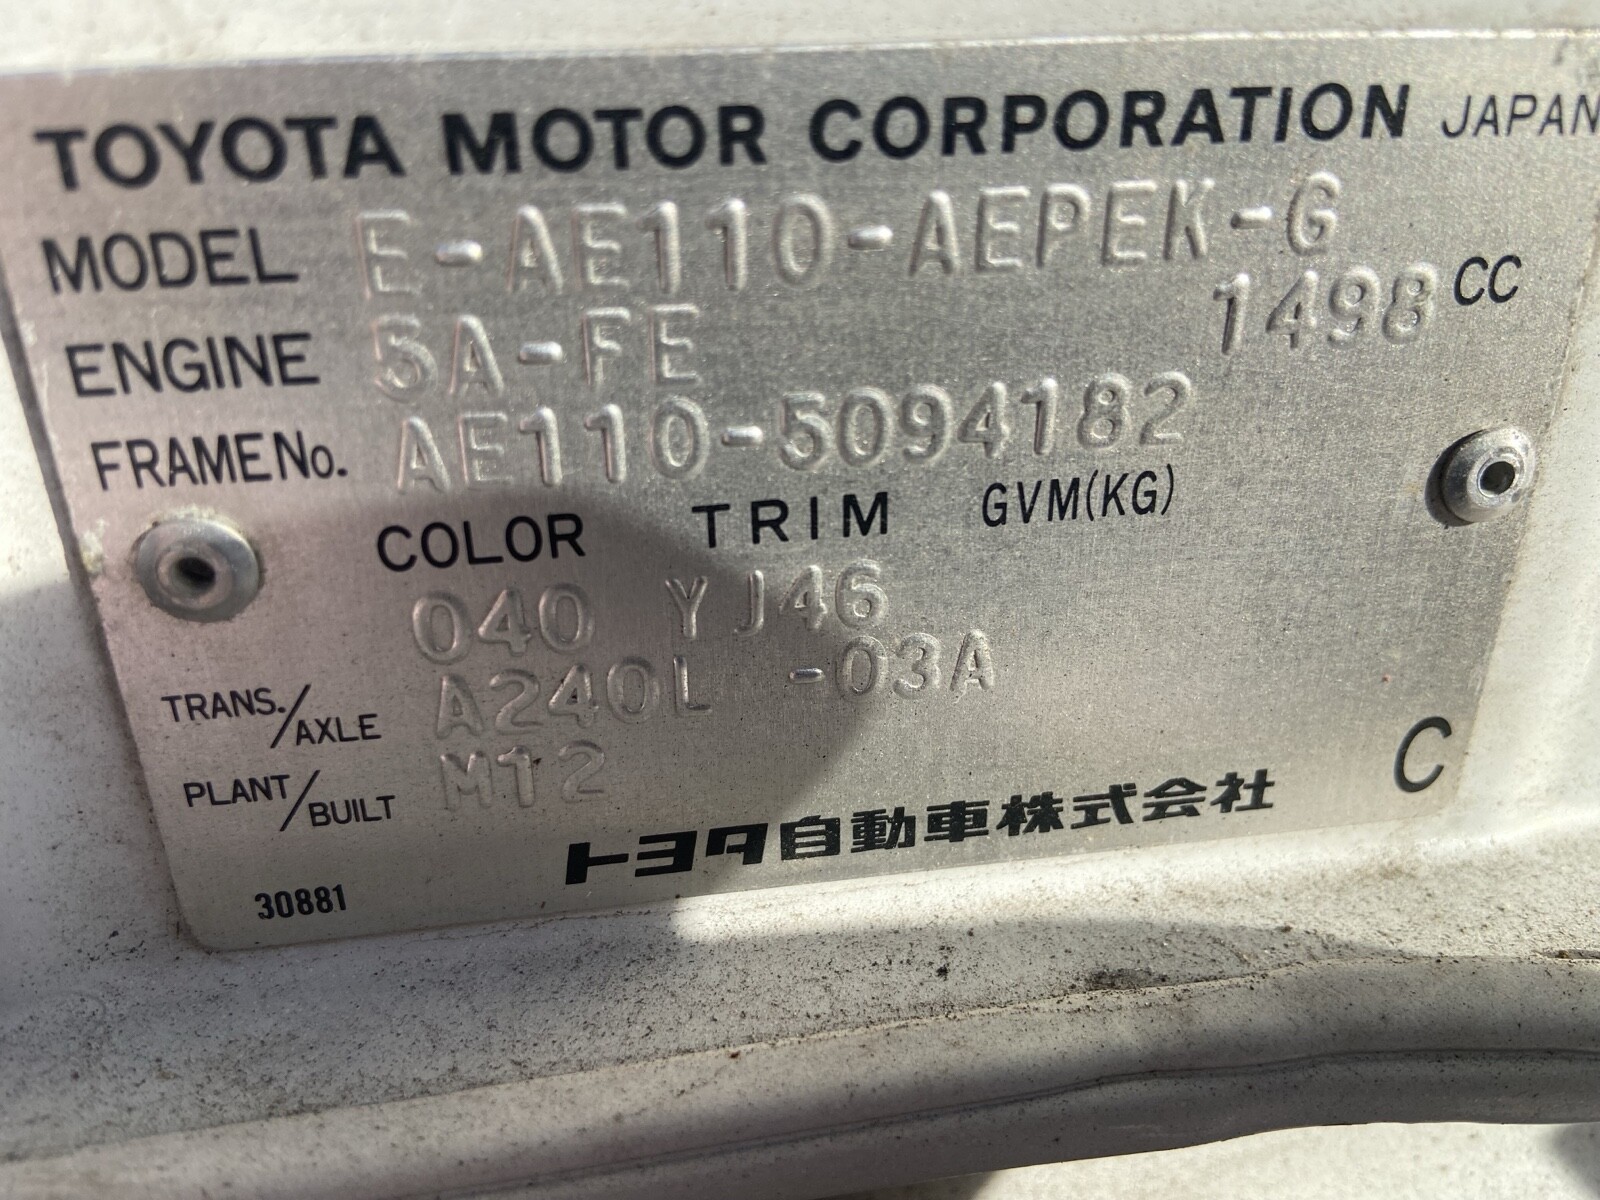 TOYOTA MOTOR CORPORATION JAPAN
MODEL E-AE110-AEPEK-G
ENGINE 5A-FE 1498 CC
FRAME No. AE110-5094182
COLOR TRIM GVM(KG)
040 YJ46
TRANS./AXLE A240L -03A
PLANT/BUILT M12
C
トヨタ自動車株式会社
30881